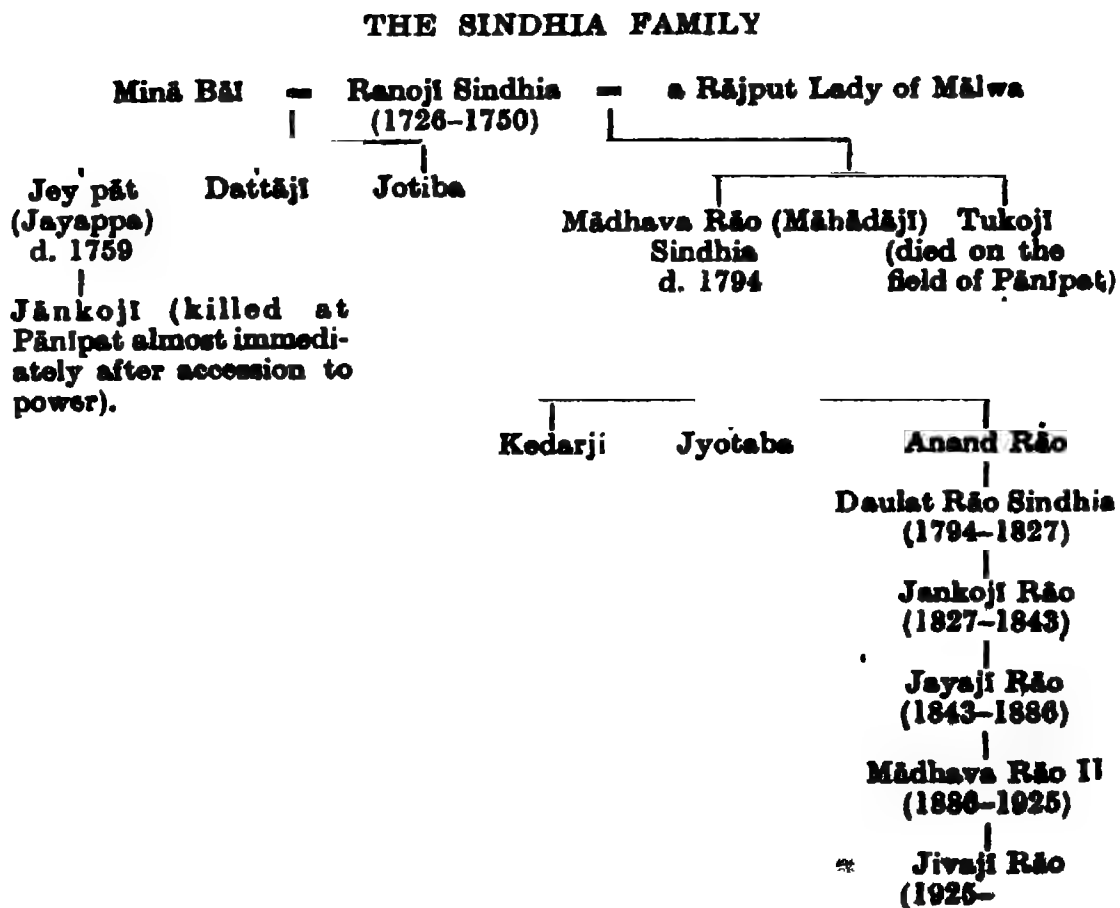 THE SINDHIA FAMILY
Minā Bāī = Ranojī Sindhia = a Rājput Lady of Mālwa
(1726–1750)
Jey'pāt Dattājī Jotiba
(Jayappa)
d. 1759
Mādhava Rāo (Māhādājī) Tukojī
Sindhia (died on the
d. 1794 field of Pānīpat)
Jānkojī (killed at
Pānīpat almost immedi-
ately after accession to
power).
Kedarji Jyotaba Anand Rāo
Daulat Rāo Sindhia
(1794–1827)
Jankojī Rāo
(1827–1843)
Jayajī Rāo
(1843–1886)
Mādhava Rāo II
(1886–1925)
Jivajī Rāo
(1925–